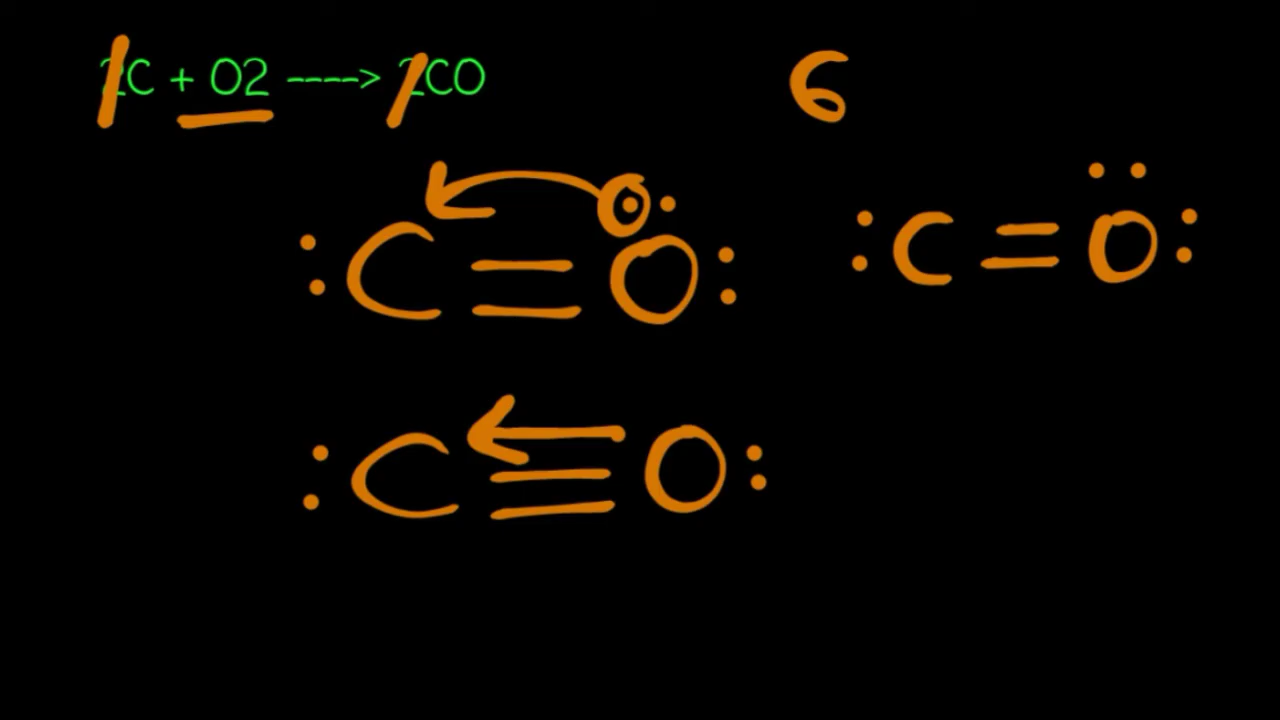 2C + O2 ----> 2CO
6
:C=O:
:C=O:
:C≡O: